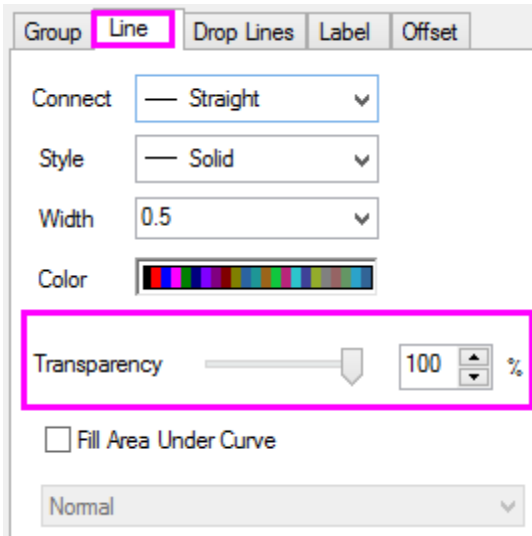 Group Line Drop Lines Label Offset
Connect Straight
Style Solid
Width 0.5
Color
Transparency 100 %
Fill Area Under Curve
Normal